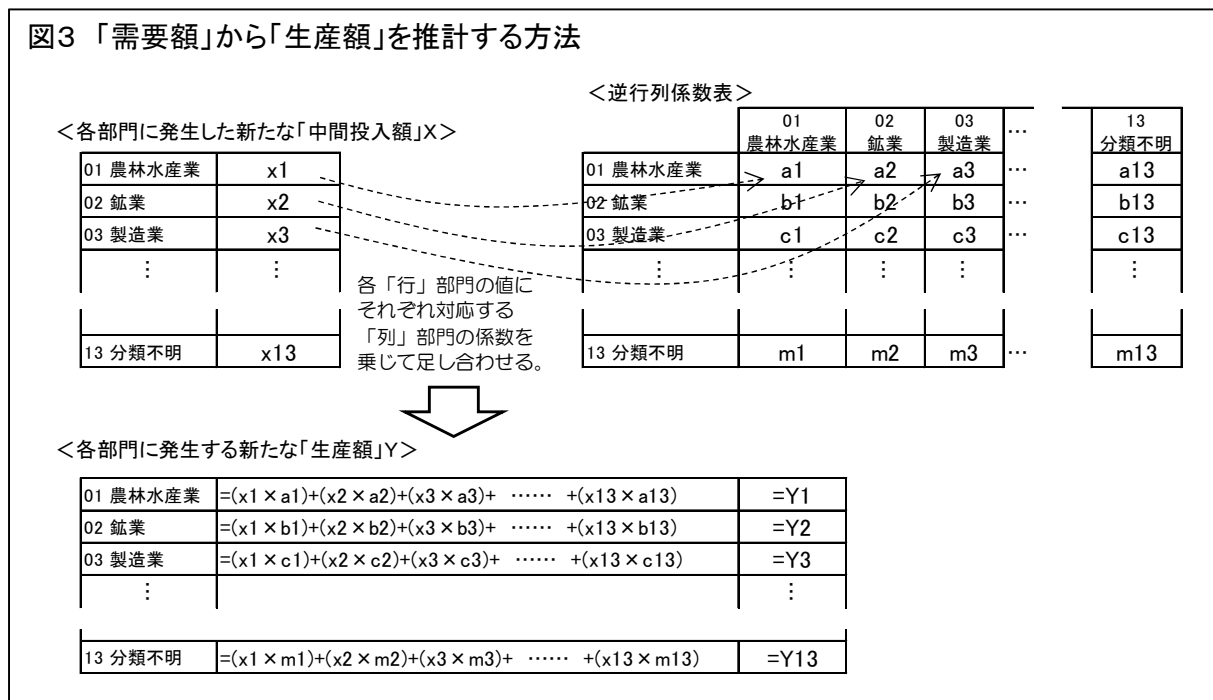 図3 「需要額」から「生産額」を推計する方法
＜逆行列係数表＞
＜各部門に発生した新たな「中間投入額」X＞
01 02 03 … 13
農林水産業 鉱業 製造業 分類不明
01 農林水産業 x1
02 鉱業 x2
03 製造業 x3
⋮ ⋮
13 分類不明 x13
01 農林水産業 a1 a2 a3 … a13
02 鉱業 b1 b2 b3 … b13
03 製造業 c1 c2 c3 … c13
⋮ ⋮ ⋮ ⋮ ⋮
13 分類不明 m1 m2 m3 … m13
各「行」部門の値に
それぞれ対応する
「列」部門の係数を
乗じて足し合わせる。
＜各部門に発生する新たな「生産額」Y＞
01 農林水産業 =(x1×a1)+(x2×a2)+(x3×a3)+ …… +(x13×a13) =Y1
02 鉱業 =(x1×b1)+(x2×b2)+(x3×b3)+ …… +(x13×b13) =Y2
03 製造業 =(x1×c1)+(x2×c2)+(x3×c3)+ …… +(x13×c13) =Y3
⋮ ⋮
13 分類不明 =(x1×m1)+(x2×m2)+(x3×m3)+ …… +(x13×m13) =Y13